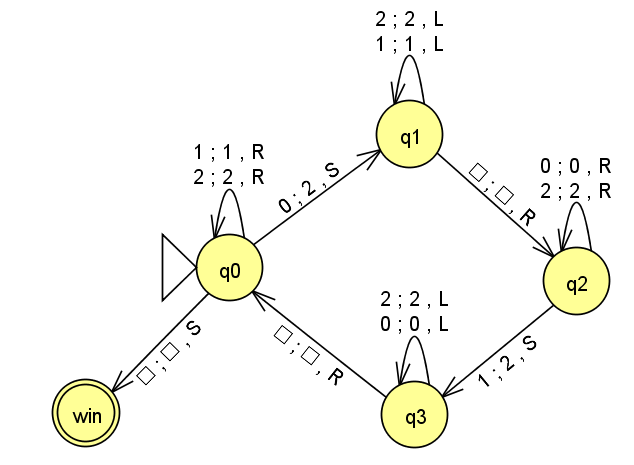 2 ; 2 , L
1 ; 1 , L
q1
1 ; 1 , R
2 ; 2 , R
0 ; 2 , S
□ ; □ , R
0 ; 0 , R
2 ; 2 , R
q0
q2
2 ; 2 , L
0 ; 0 , L
□ ; □ , S
□ ; □ , R
1 ; 2 , S
win
q3